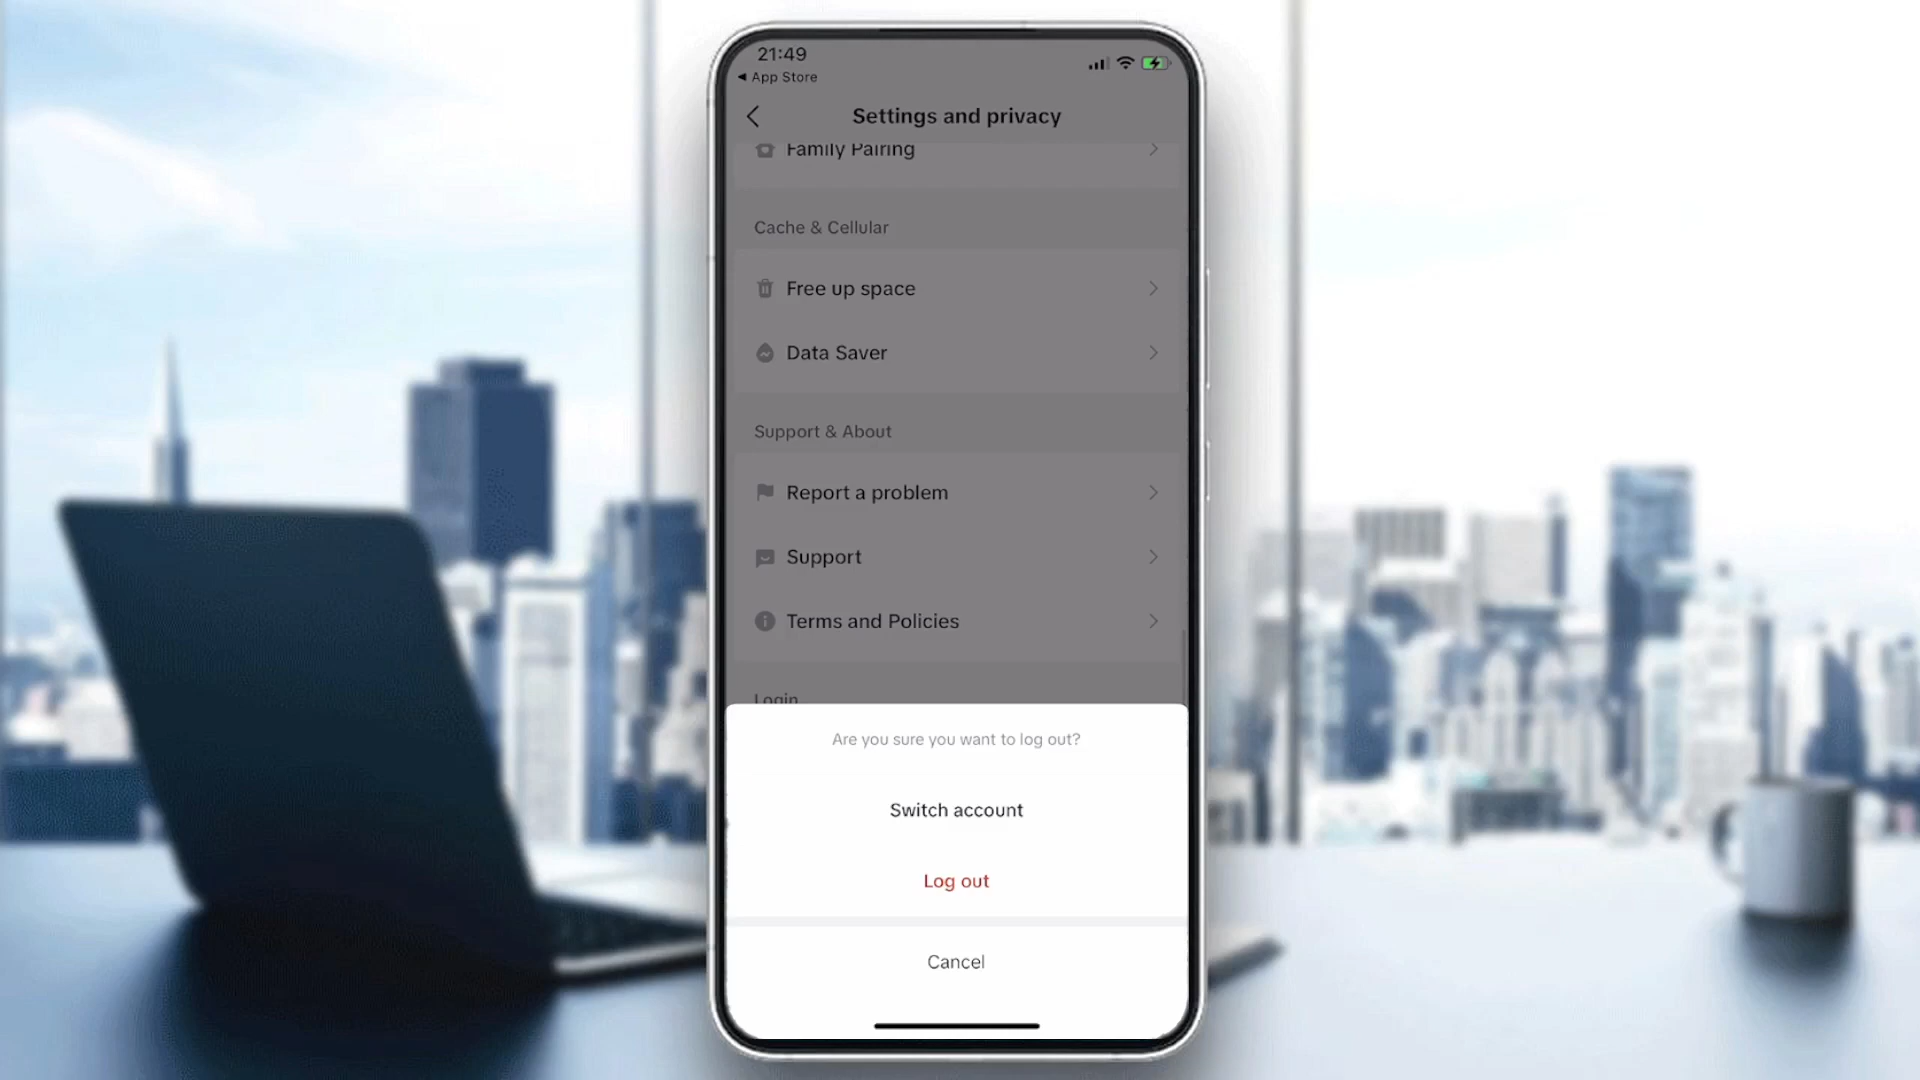 21:49
◀ App Store
Settings and privacy
Family Pairing
Cache & Cellular
Free up space
Data Saver
Support & About
Report a problem
Support
Terms and Policies
Login
Are you sure you want to log out?
Switch account
Log out
Cancel